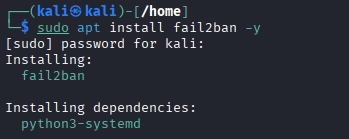 ┌──(kali㉿kali)-[/home]
└─$ sudo apt install fail2ban -y
[sudo] password for kali:
Installing:
  fail2ban

Installing dependencies:
  python3-systemd